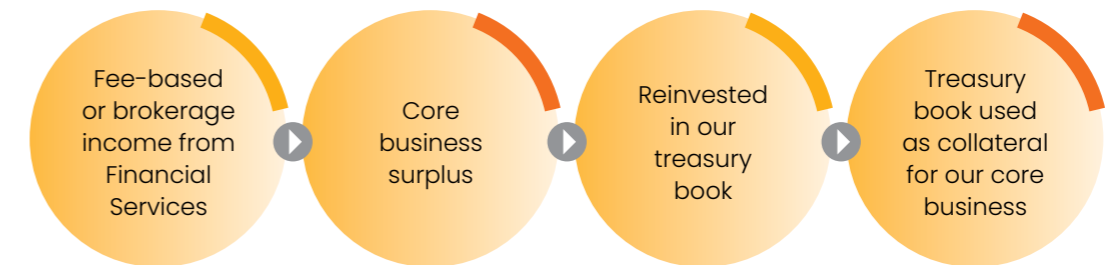 Fee-based
or brokerage
income from
Financial
Services
Core
business
surplus
Reinvested
in our
treasury
book
Treasury
book used
as collateral
for our core
business